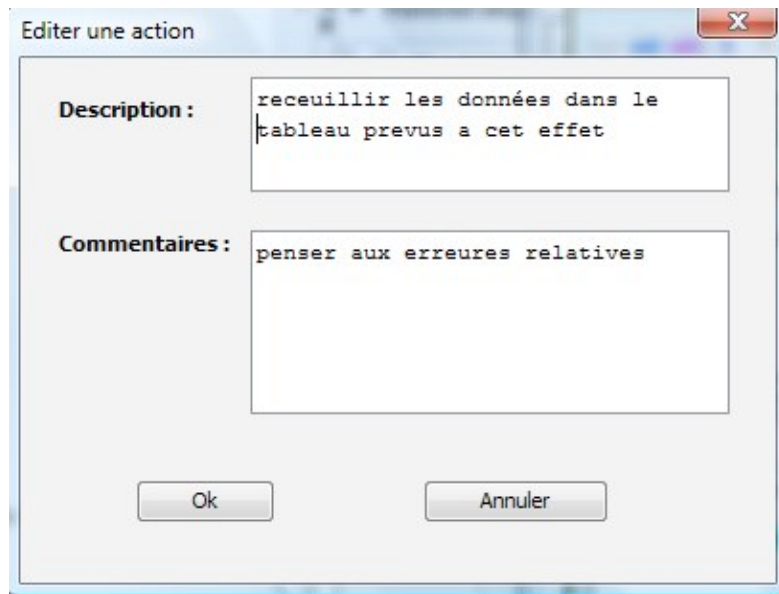 Editer une action
Description :
receuillir les données dans le
tableau prevus a cet effet
Commentaires :
penser aux erreures relatives
Ok
Annuler